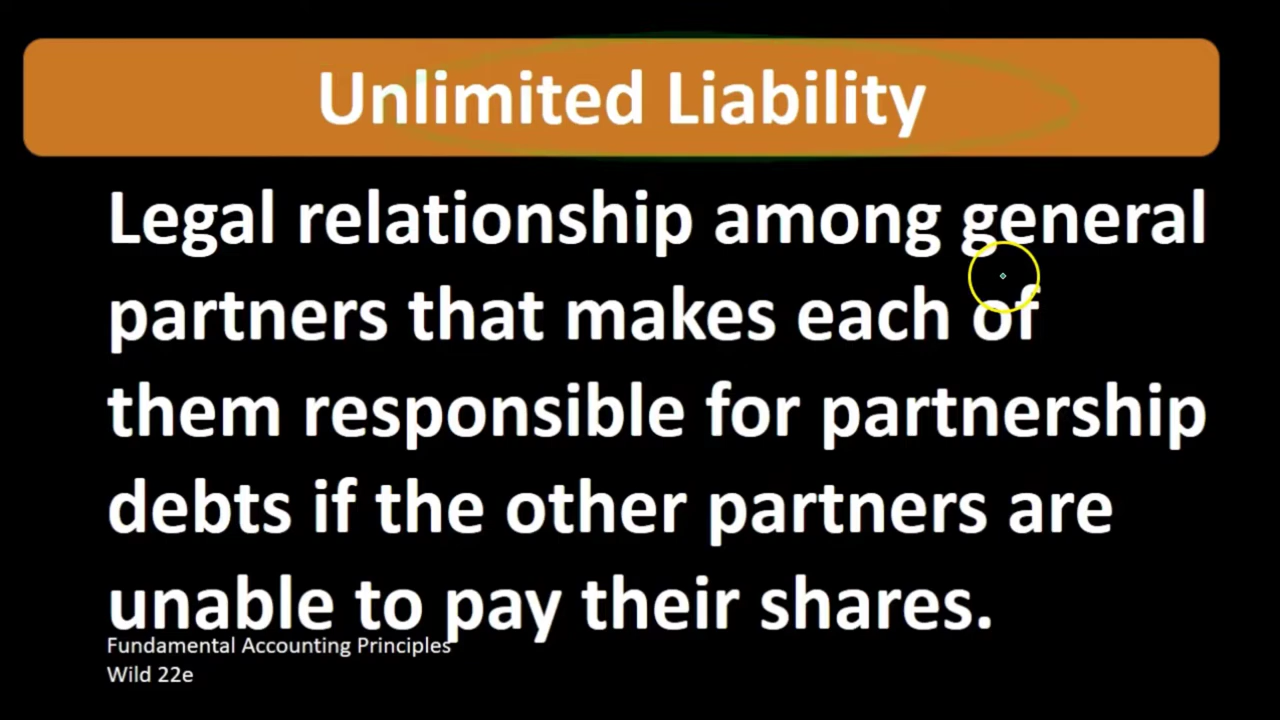 Unlimited Liability
Legal relationship among general
partners that makes each of
them responsible for partnership
debts if the other partners are
unable to pay their shares.
Fundamental Accounting Principles
Wild 22e